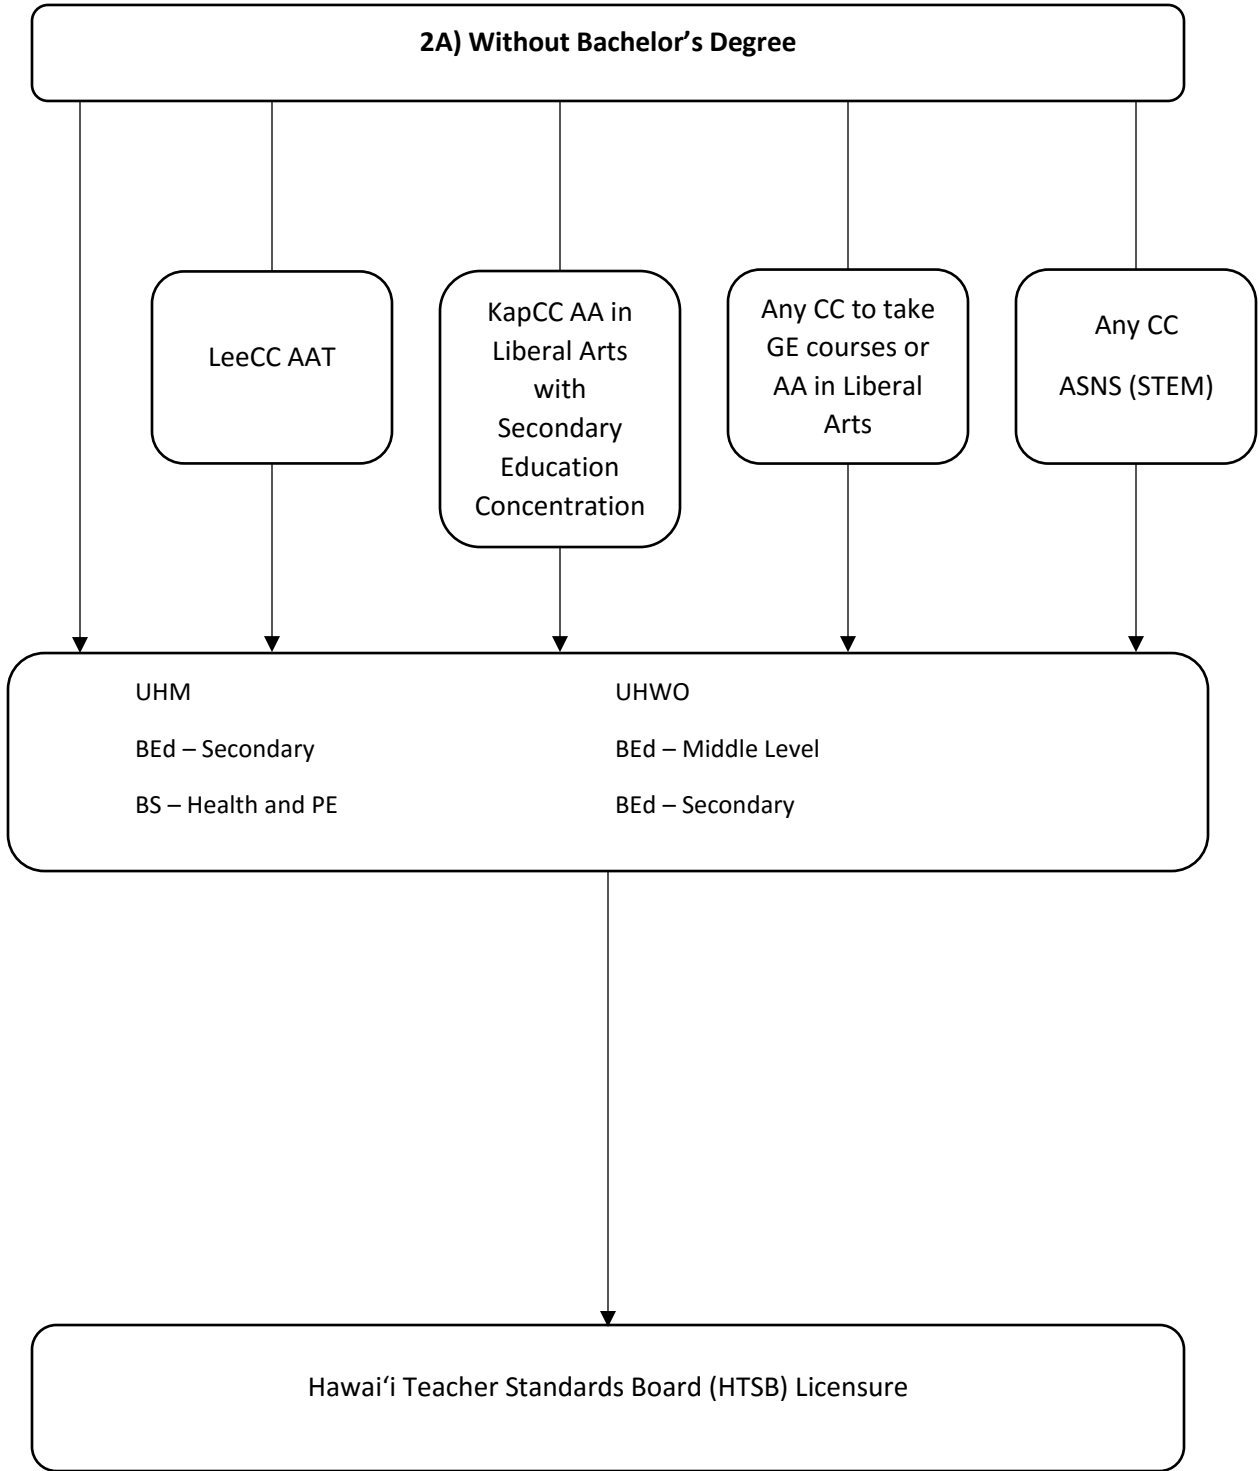 2A) Without Bachelor’s Degree
LeeCC AAT
KapCC AA in
Liberal Arts
with
Secondary
Education
Concentration
Any CC to take
GE courses or
AA in Liberal
Arts
Any CC
ASNS (STEM)
UHM
BEd – Secondary
BS – Health and PE
UHWO
BEd – Middle Level
BEd – Secondary
Hawai‘i Teacher Standards Board (HTSB) Licensure